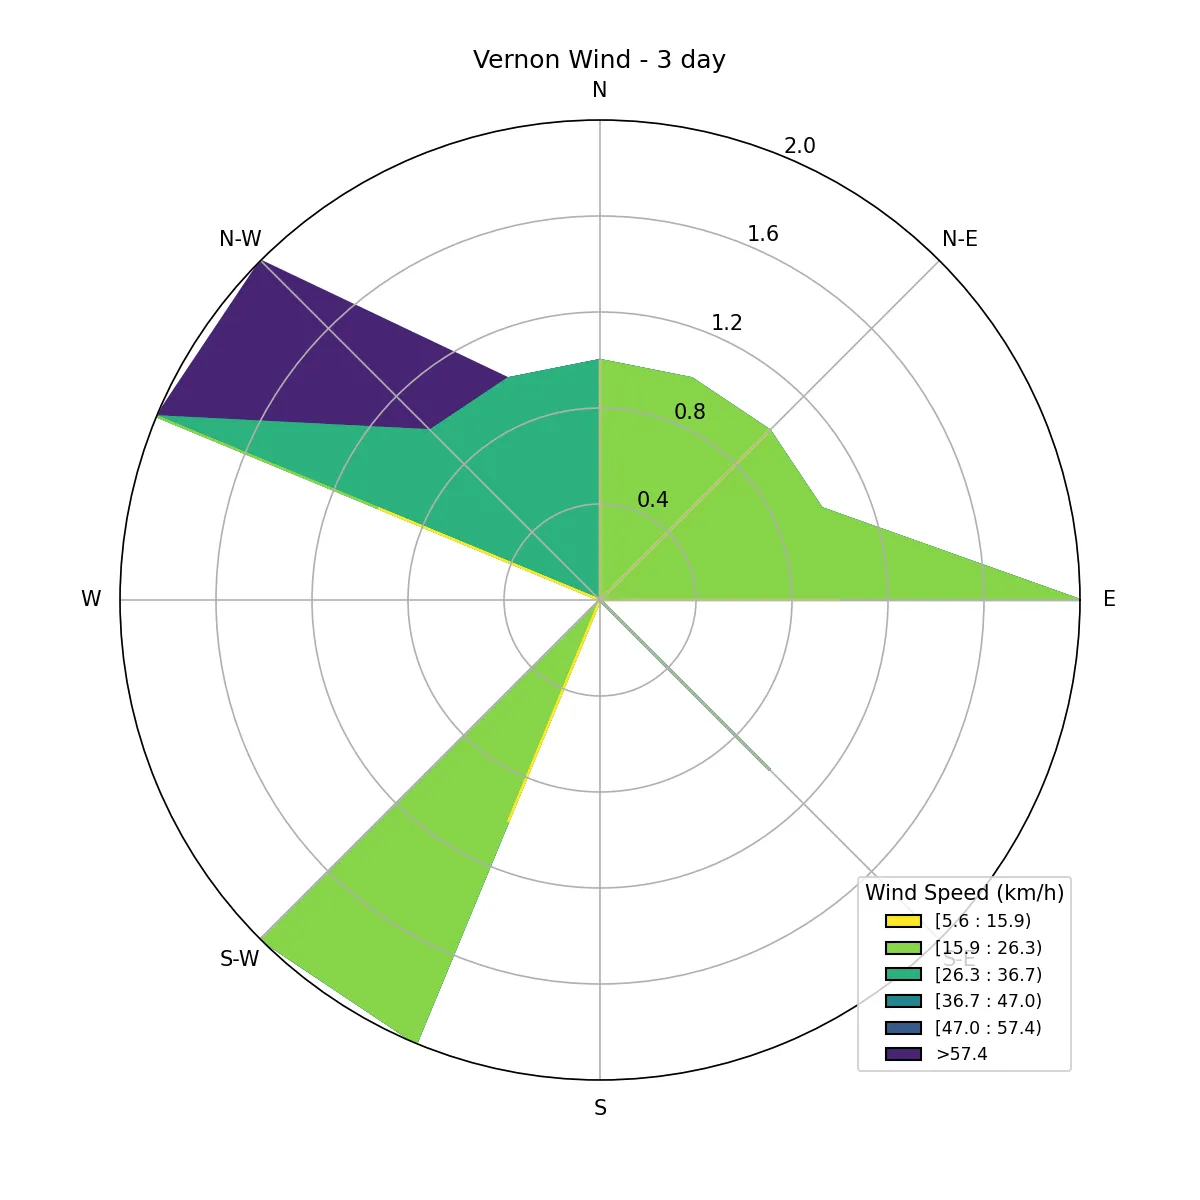 Vernon Wind - 3 day
N
2.0
N-W
1.6
N-E
1.2
0.8
0.4
W
E
S-W
S-E
S
Wind Speed (km/h)
[5.6 : 15.9)
[15.9 : 26.3)
[26.3 : 36.7)
[36.7 : 47.0)
[47.0 : 57.4)
>57.4